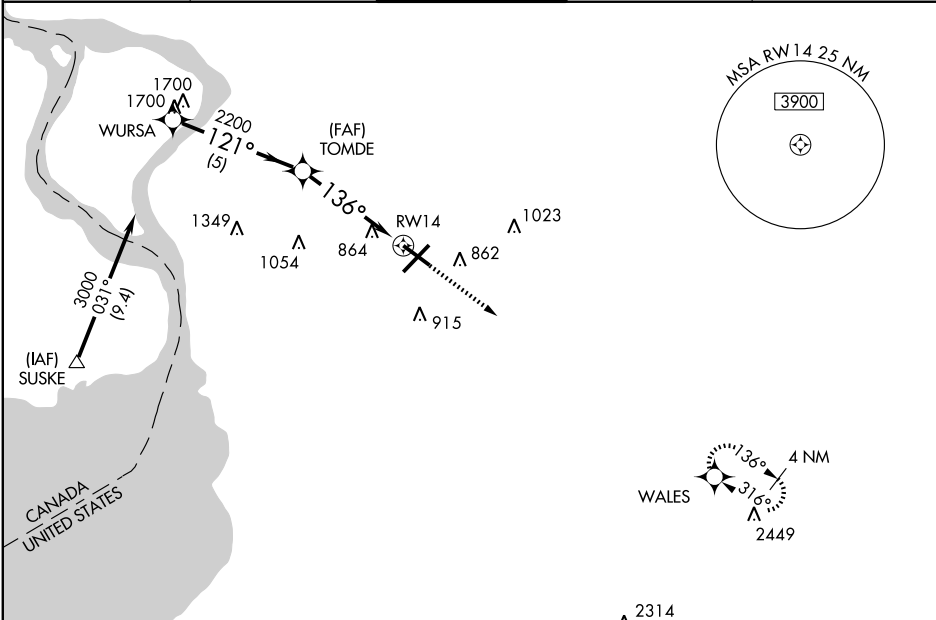 MSA RW14 25 NM
3900
1700
1700
WURSA
2200
121°
(5)
(FAF)
TOMDE
136°
RW14
1349
1054
864
862
1023
915
3000
031°
(9.4)
(IAF)
SUSKE
CANADA
UNITED STATES
136°
4 NM
316°
WALES
2449
2314